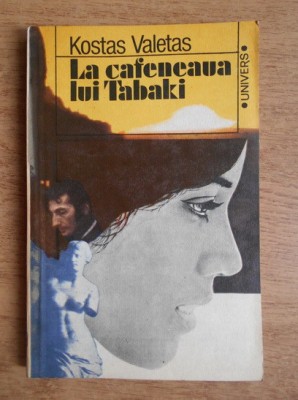 Kostas Valetas
La cafeneaua
lui Tabaki
•UNIVERS•